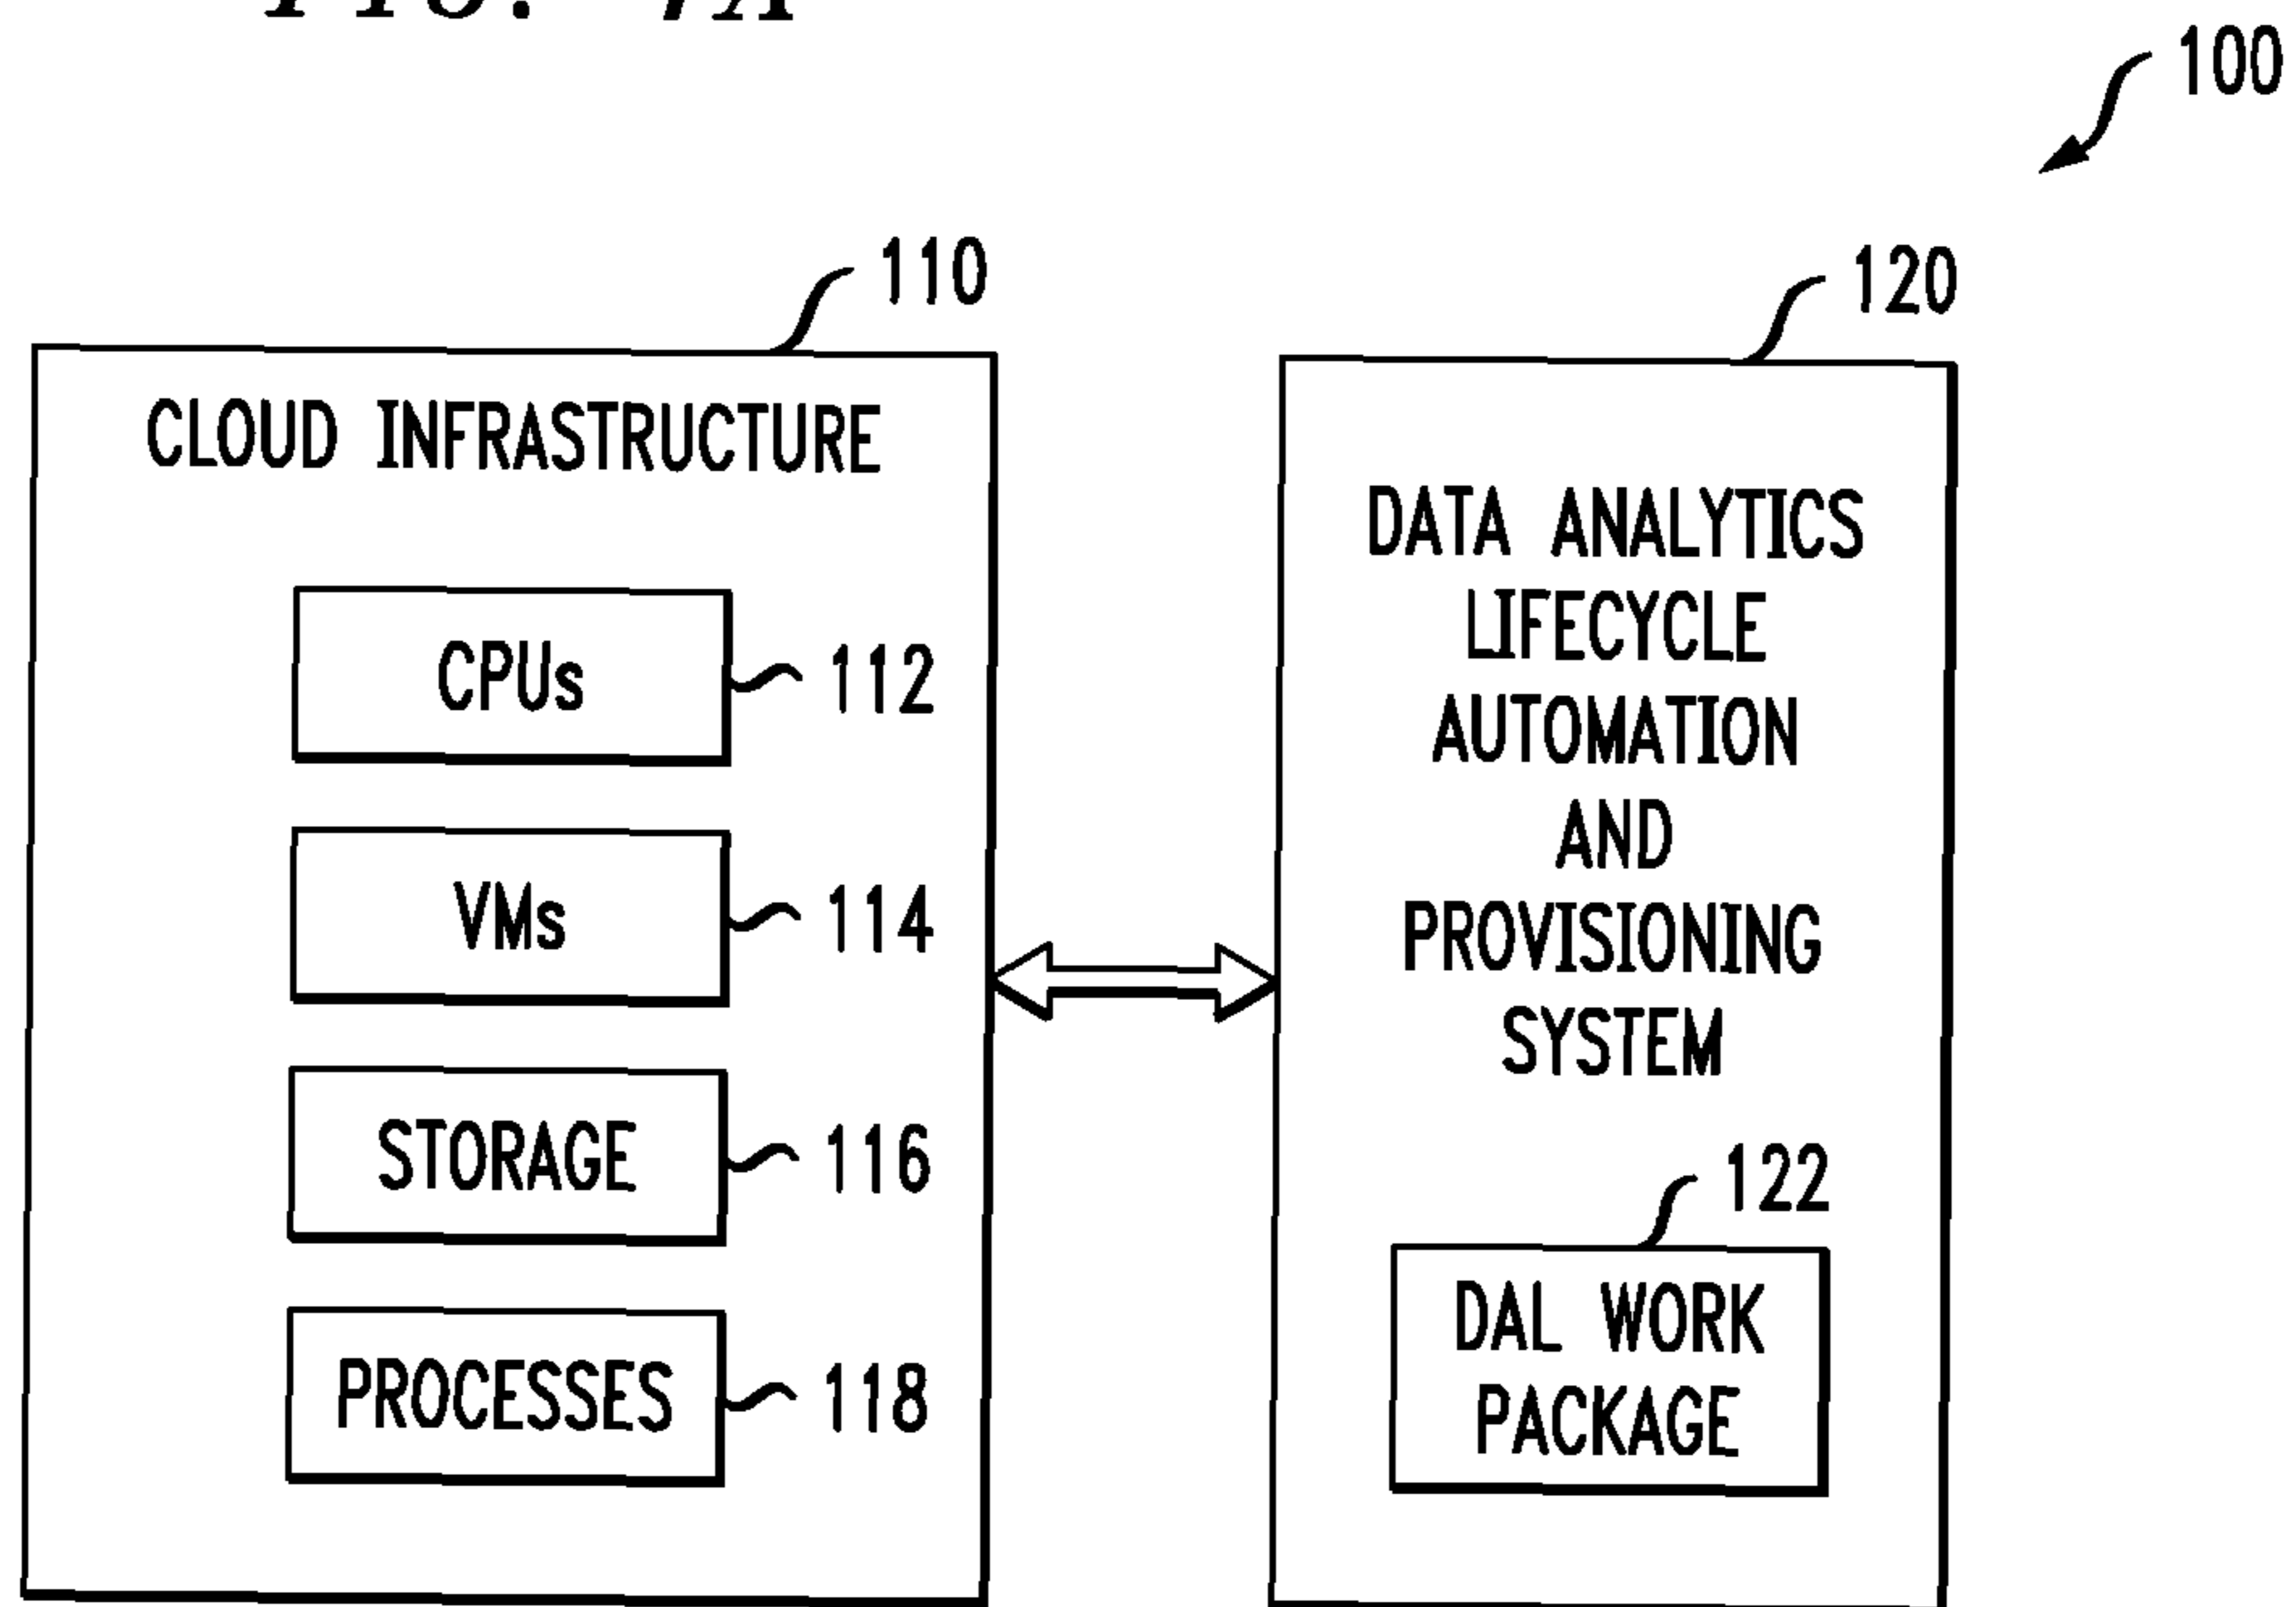 100
110
120
CLOUD INFRASTRUCTURE
CPUs
112
VMs
114
STORAGE
116
PROCESSES
118
DATA ANALYTICS
LIFECYCLE
AUTOMATION
AND
PROVISIONING
SYSTEM
122
DAL WORK
PACKAGE